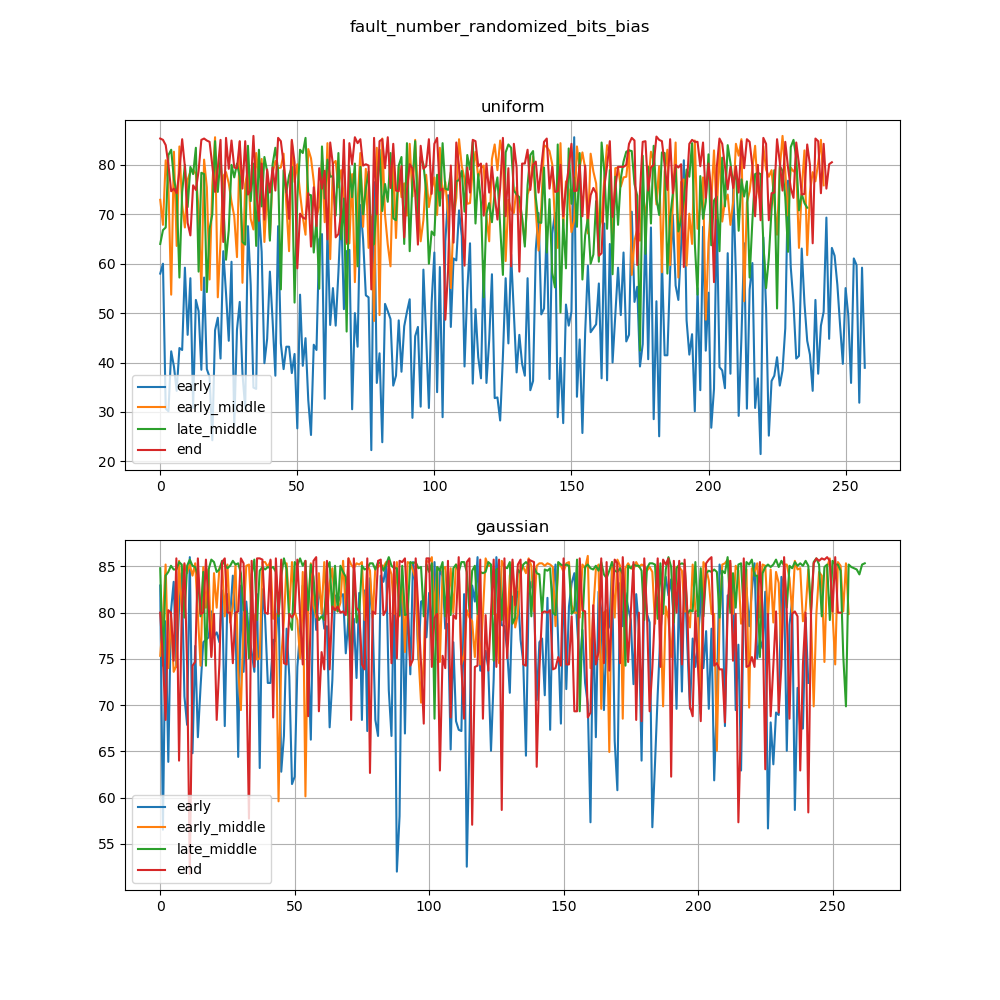 fault_number_randomized_bits_bias
uniform
80
70
60
50
40
30
20
early
early_middle
late_middle
end
0 50 100 150 200 250
gaussian
85
80
75
70
65
60
55
early
early_middle
late_middle
end
0 50 100 150 200 250